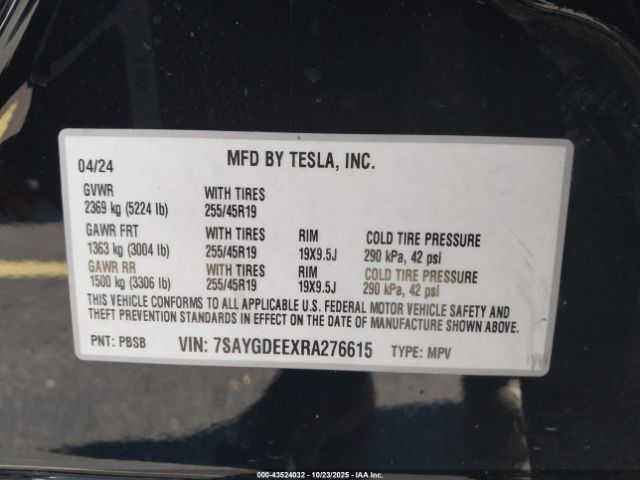 04/24 MFD BY TESLA, INC.
GVWR WITH TIRES
2369 kg (5224 lb) 255/45R19
GAWR FRT WITH TIRES RIM COLD TIRE PRESSURE
1363 kg (3004 lb) 255/45R19 19X9.5J 290 kPa, 42 psi
GAWR RR WITH TIRES RIM COLD TIRE PRESSURE
1500 kg (3306 lb) 255/45R19 19X9.5J 290 kPa, 42 psi
THIS VEHICLE CONFORMS TO ALL APPLICABLE U.S. FEDERAL MOTOR VEHICLE SAFETY AND
THEFT PREVENTION STANDARDS IN EFFECT ON THE DATE OF MANUFACTURE SHOWN ABOVE.
PNT: PBSB VIN: 7SAYGDEEXRA276615 TYPE: MPV
000-43524032 - 10/23/2025 - IAA, Inc.